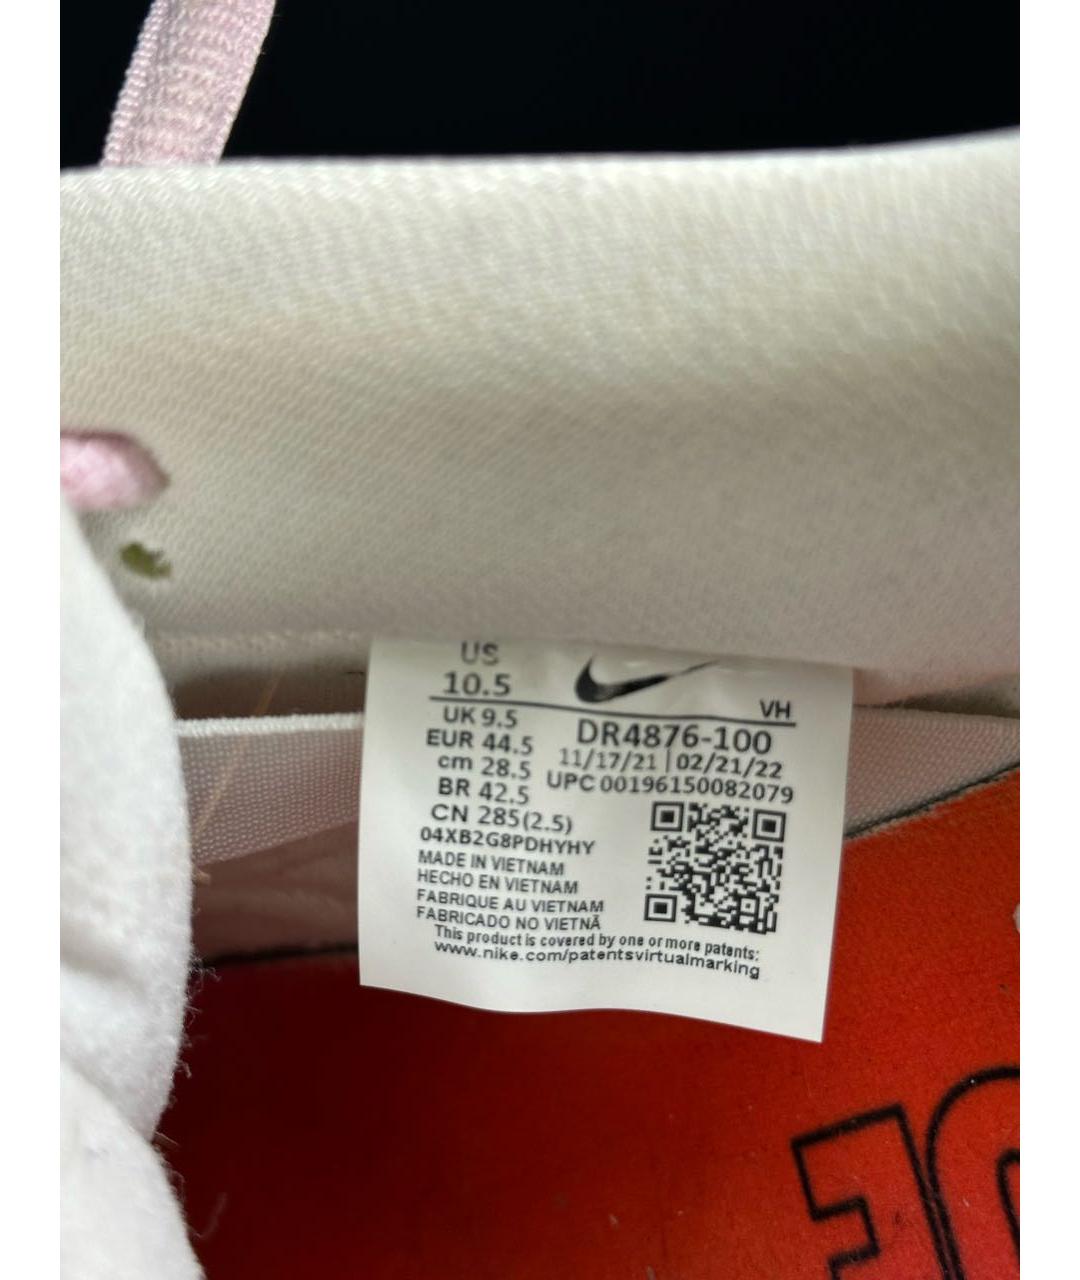 US
10.5
VH
UK 9.5
EUR 44.5
cm 28.5
BR 42.5
CN 285(2.5)
DR4876-100
11/17/21 | 02/21/22
UPC 00196150082079
04XB2G8PDHYHY
MADE IN VIETNAM
HECHO EN VIETNAM
FABRIQUE AU VIETNAM
FABRICADO NO VIETNÃ
This product is covered by one or more patents:
www.nike.com/patentsvirtualmarking